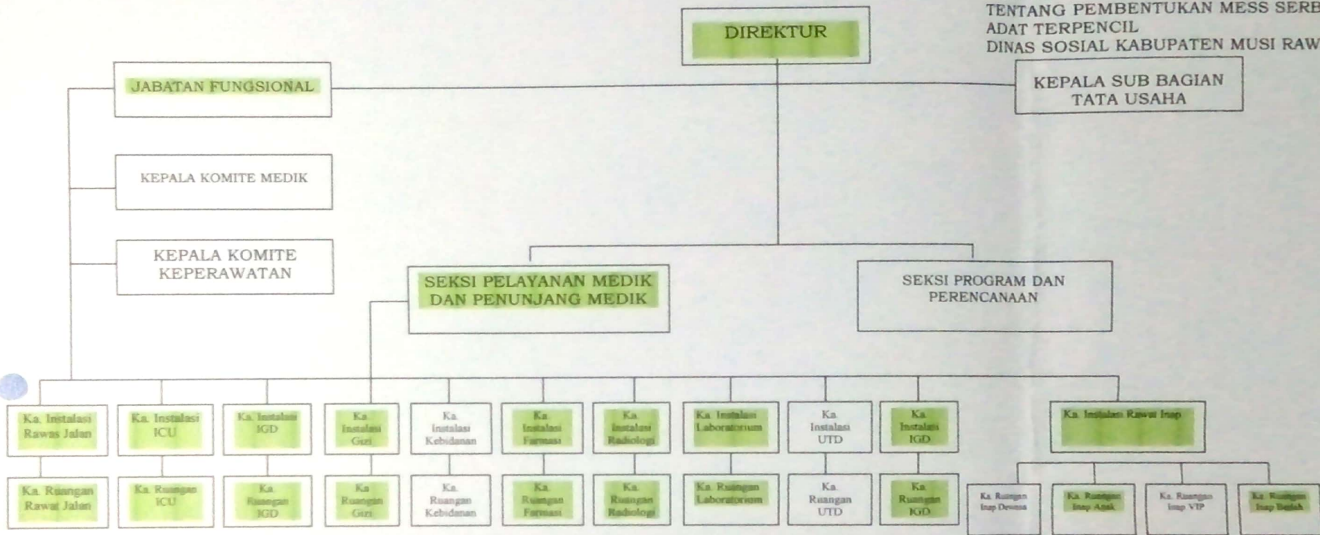 TENTANG PEMBENTUKAN MESS SERB
ADAT TERPENCIL
DINAS SOSIAL KABUPATEN MUSI RAW
DIREKTUR
JABATAN FUNGSIONAL
KEPALA SUB BAGIAN
TATA USAHA
KEPALA KOMITE MEDIK
KEPALA KOMITE
KEPERAWATAN
SEKSI PELAYANAN MEDIK
DAN PENUNJANG MEDIK
SEKSI PROGRAM DAN
PERENCANAAN
Ka. Instalasi
Rawas Jalan
Ka. Instalasi
ICU
Ka. Instalasi
IGD
Ka.
Instalasi
Gizi
Ka.
Instalasi
Kebidanan
Ka.
Instalasi
Farmasi
Ka.
Instalasi
Radiologi
Ka. Instalasi
Laboratorium
Ka.
Instalasi
UTD
Ka.
Instalasi
IGD
Ka. Instalasi Rawat Inap
Ka. Ruangan
Rawat Jalan
Ka. Ruangan
ICU
Ka.
Ruangan
IGD
Ka.
Ruangan
Gizi
Ka.
Ruangan
Kebidanan
Ka.
Ruangan
Farmasi
Ka.
Ruangan
Radiologi
Ka. Ruangan
Laboratorium
Ka.
Ruangan
UTD
Ka.
Ruangan
IGD
Ka. Ruangan
Inap Dewasa
Ka. Ruangan
Inap Anak
Ka. Ruangan
Inap VIP
Ka. Ruangan
Inap Bedah